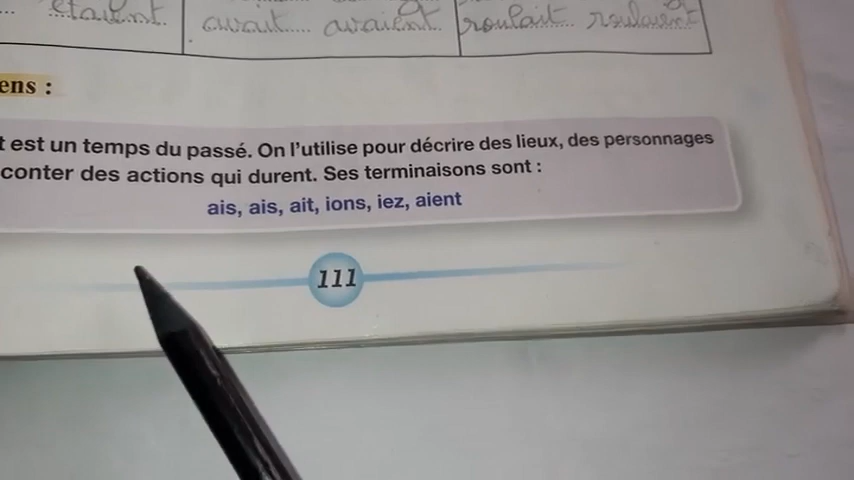 étaient avait avaient roulait roulaient
ens :
t est un temps du passé. On l'utilise pour décrire des lieux, des personnages
conter des actions qui durent. Ses terminaisons sont :
ais, ais, ait, ions, iez, aient
111